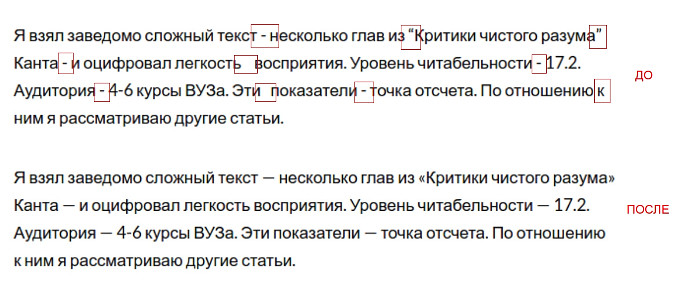 Я взял заведомо сложный текст - несколько глав из “Критики чистого разума”
Канта - и оцифровал легкость  восприятия. Уровень читабельности - 17.2.
ДО
Аудитория - 4-6 курсы ВУЗа. Эти  показатели - точка отсчета. По отношению к
ним я рассматриваю другие статьи.
Я взял заведомо сложный текст — несколько глав из «Критики чистого разума»
Канта — и оцифровал легкость восприятия. Уровень читабельности — 17.2.
ПОСЛЕ
Аудитория — 4-6 курсы ВУЗа. Эти показатели — точка отсчета. По отношению
к ним я рассматриваю другие статьи.